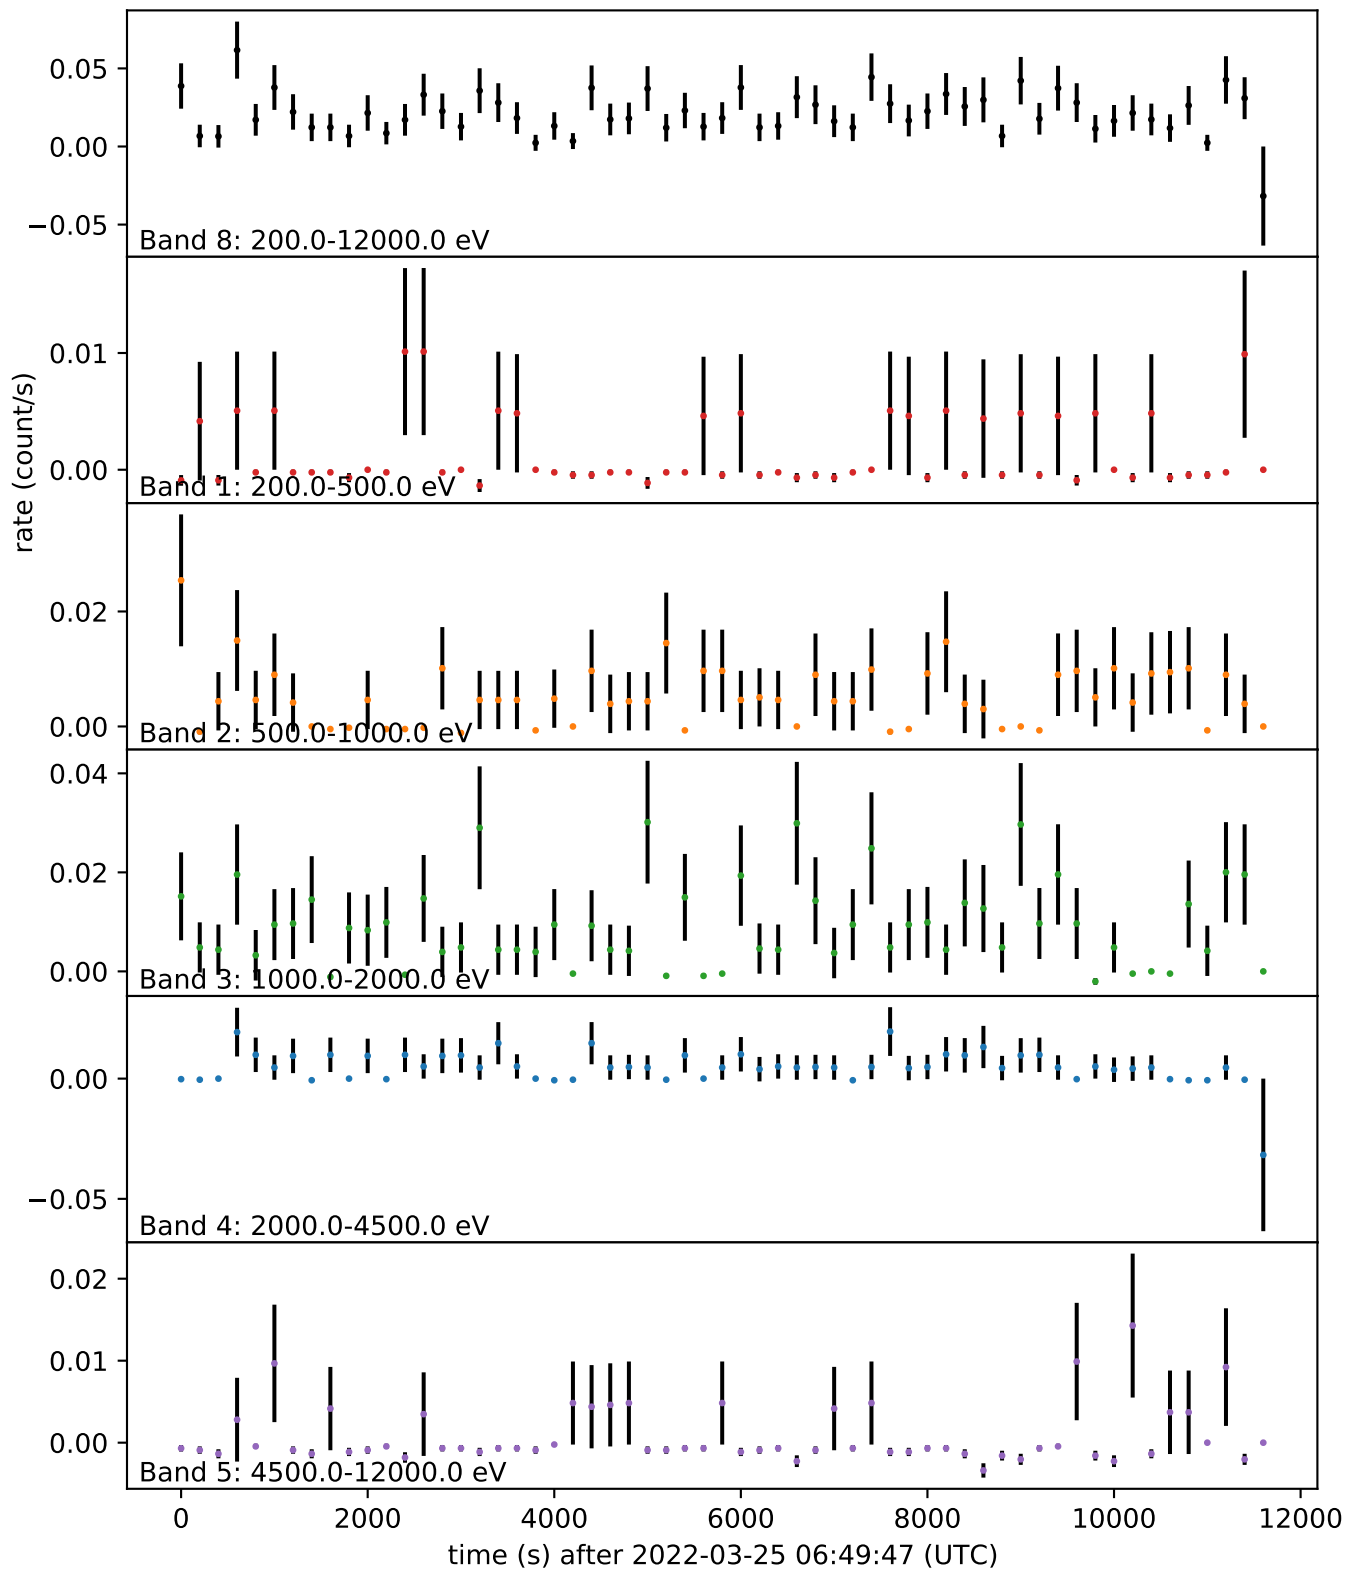 0.05
0.00
−0.05
Band 8: 200.0-12000.0 eV
0.01
0.00
Band 1: 200.0-500.0 eV
rate (count/s)
0.02
0.00
Band 2: 500.0-1000.0 eV
0.04
0.02
0.00
Band 3: 1000.0-2000.0 eV
0.00
−0.05
Band 4: 2000.0-4500.0 eV
0.02
0.01
0.00
Band 5: 4500.0-12000.0 eV
0 2000 4000 6000 8000 10000 12000
time (s) after 2022-03-25 06:49:47 (UTC)